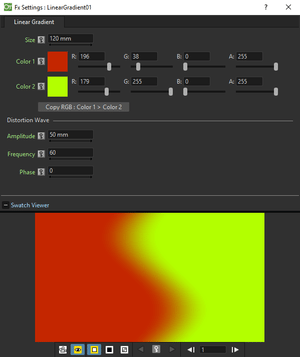 Fx Settings : LinearGradient01
Linear Gradient
Size 120 mm
Color 1 R: 196 G: 38 B: 0 A: 255
Color 2 R: 179 G: 255 B: 0 A: 255
Copy RGB : Color 1 > Color 2
Distortion Wave
Amplitude 50 mm
Frequency 60
Phase 0
Swatch Viewer
1